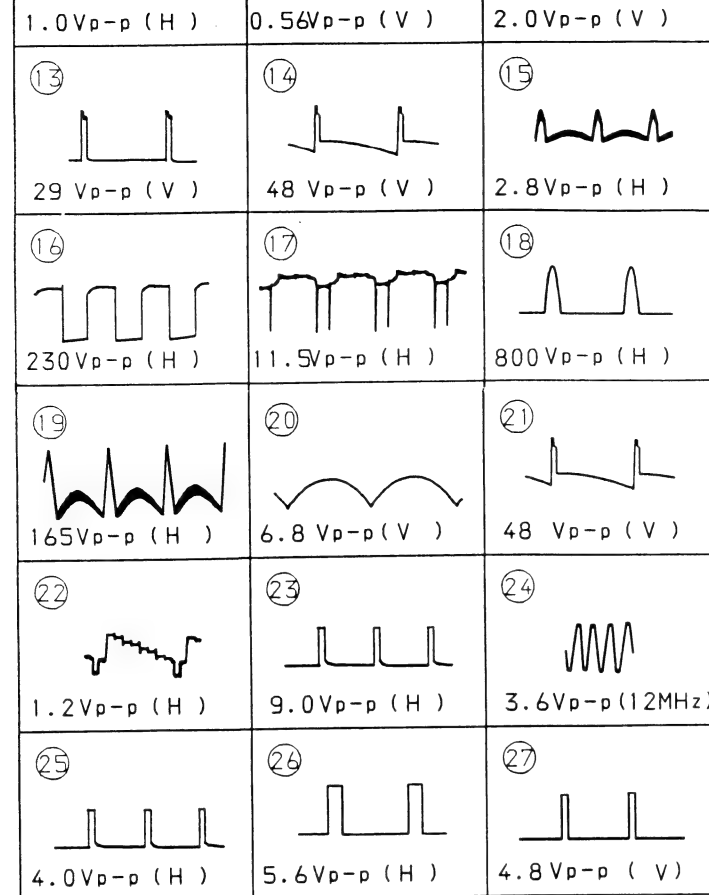 1.0Vp-p (H)
0.56Vp-p (V)
2.0Vp-p (V)
13
14
15
29 Vp-p (V)
48 Vp-p (V)
2.8Vp-p (H)
16
17
18
230Vp-p (H)
11.5Vp-p (H)
800Vp-p (H)
19
20
21
165Vp-p (H)
6.8 Vp-p (V)
48 Vp-p (V)
22
23
24
1.2Vp-p (H)
9.0Vp-p (H)
3.6Vp-p (12MHz)
25
26
27
4.0Vp-p (H)
5.6Vp-p (H)
4.8Vp-p (V)